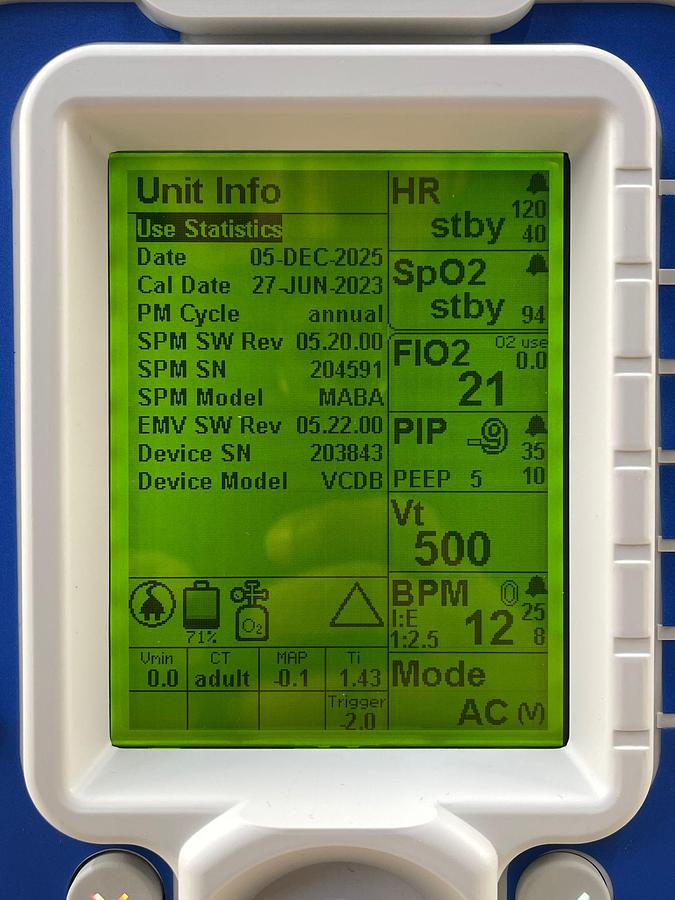 Unit Info
Use Statistics
Date 05-DEC-2025
Cal Date 27-JUN-2023
PM Cycle annual
SPM SW Rev 05.20.00
SPM SN 204591
SPM Model MABA
EMV SW Rev 05.22.00
Device SN 203843
Device Model VCDB
71%
O2
Vmin CT MAP Ti
0.0 adult -0.1 1.43
Trigger
-2.0
HR
120
stby 40
SpO2
stby 94
FIO2 O2 use
0.0
21
PIP -9
35
PEEP 5 10
Vt
500
BPM 0
25
I:E
1:2.5 12 8
Mode
AC (V)